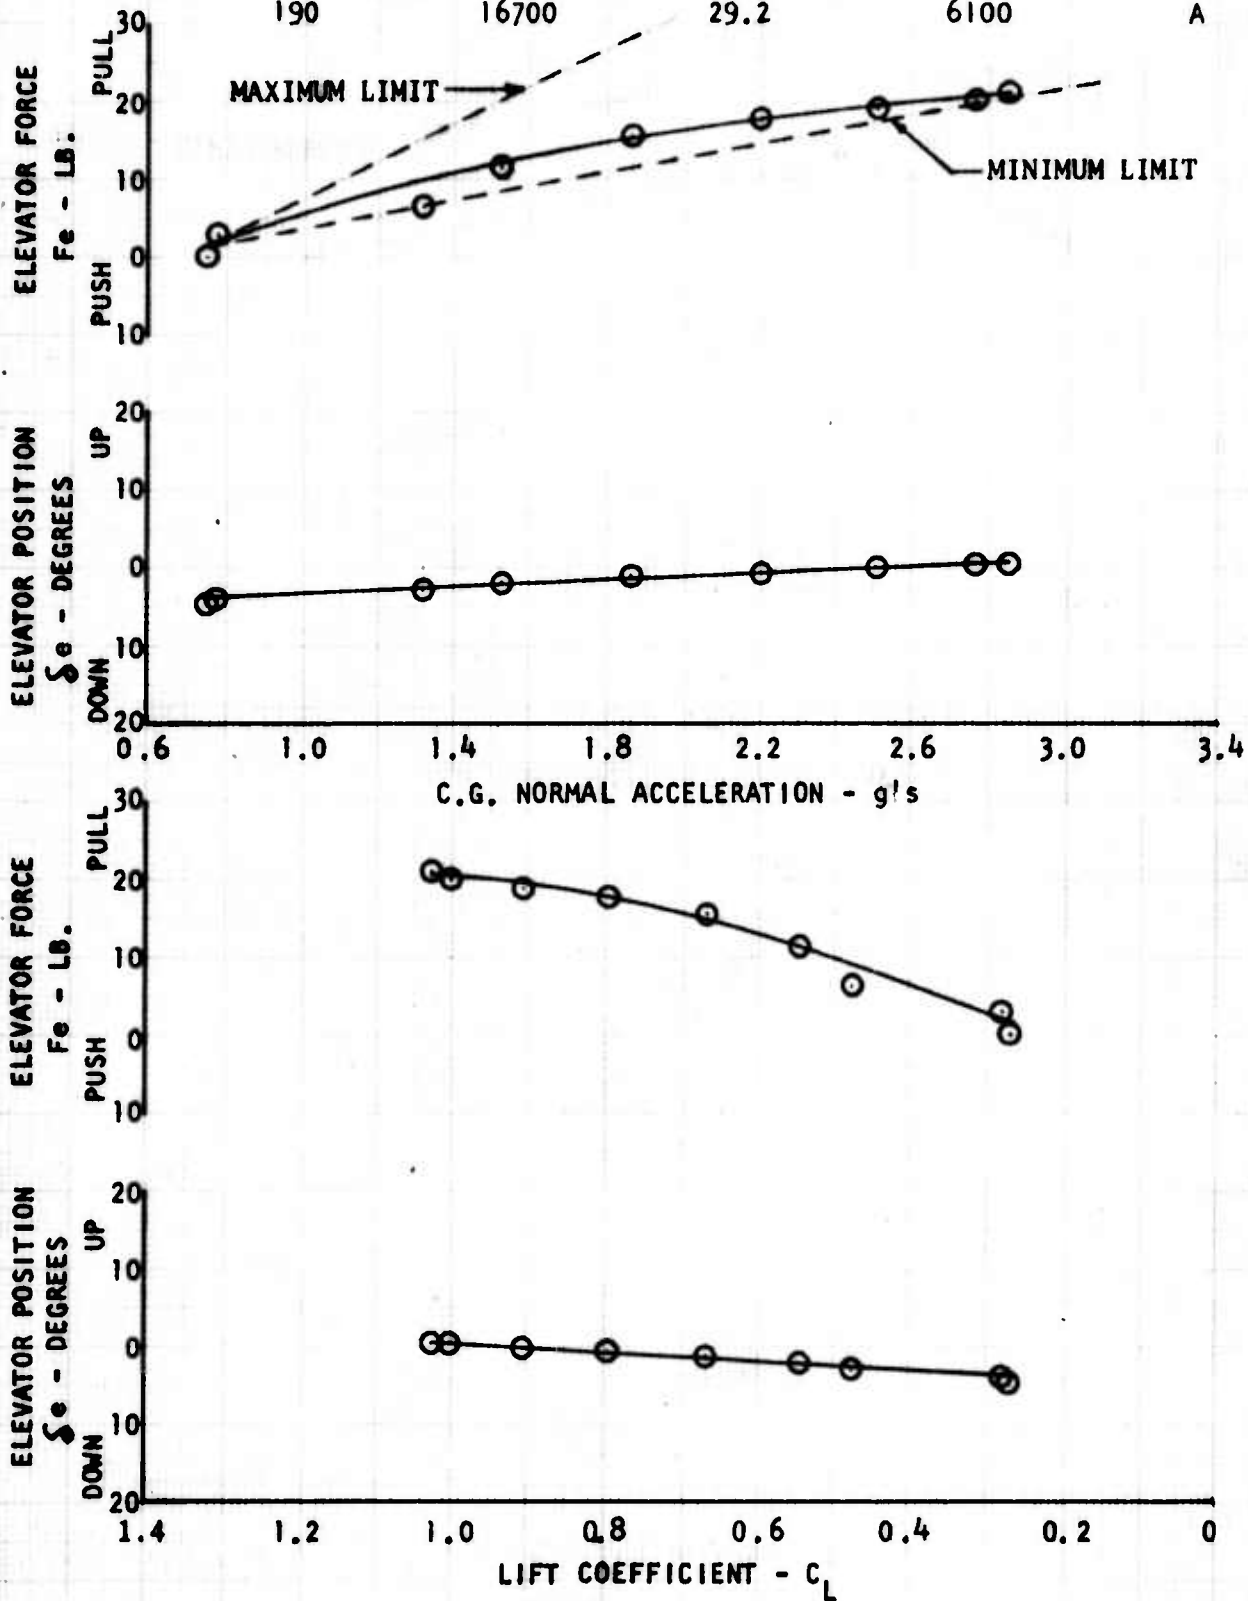 190 16700 29.2 6100 A
ELEVATOR FORCE
Fe - LB.
PULL
PUSH
30
20
10
0
10
MAXIMUM LIMIT
MINIMUM LIMIT
ELEVATOR POSITION
δe - DEGREES
UP
DOWN
20
10
0
10
20
0.6 1.0 1.4 1.8 2.2 2.6 3.0 3.4
C.G. NORMAL ACCELERATION - g's
ELEVATOR FORCE
Fe - LB.
PULL
PUSH
30
20
10
0
10
ELEVATOR POSITION
δe - DEGREES
UP
DOWN
20
10
0
10
20
1.4 1.2 1.0 0.8 0.6 0.4 0.2 0
LIFT COEFFICIENT - CL